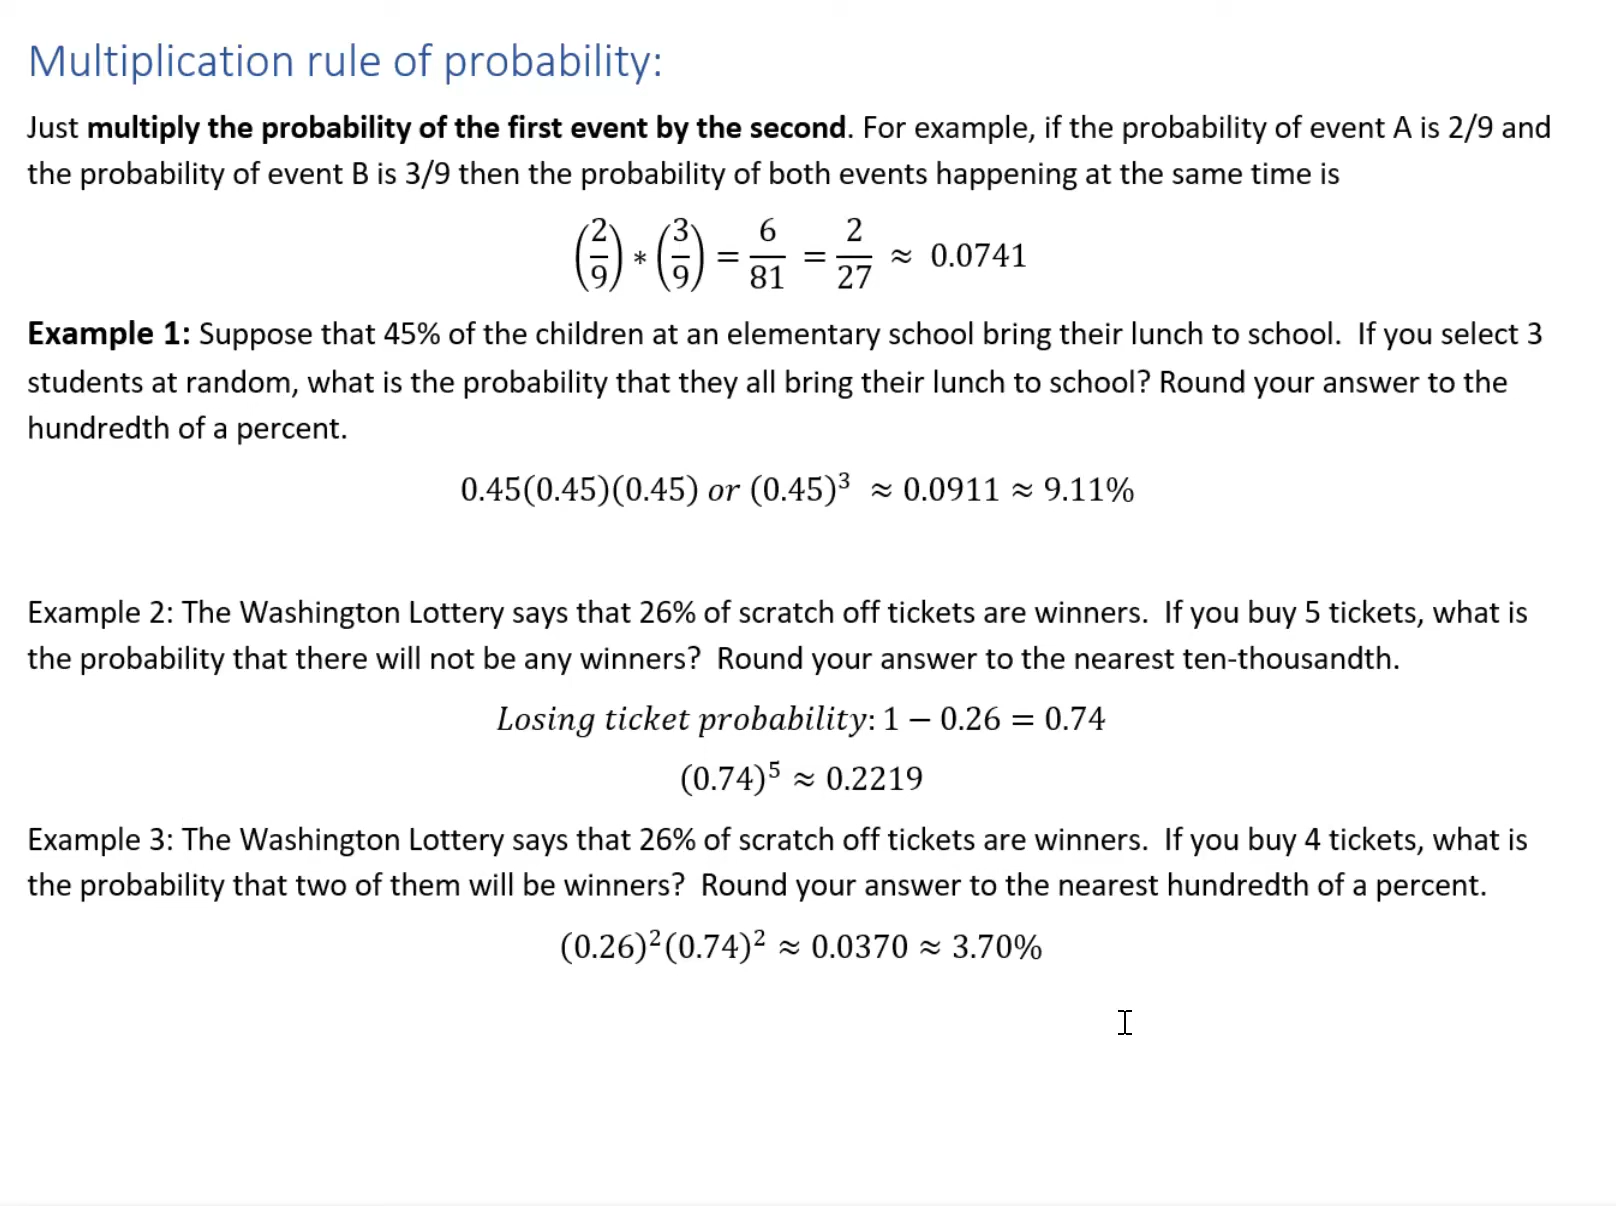 Multiplication rule of probability:
Just multiply the probability of the first event by the second. For example, if the probability of event A is 2/9 and
the probability of event B is 3/9 then the probability of both events happening at the same time is
(2/9) * (3/9) = 6/81 = 2/27 ≈ 0.0741
Example 1: Suppose that 45% of the children at an elementary school bring their lunch to school. If you select 3
students at random, what is the probability that they all bring their lunch to school? Round your answer to the
hundredth of a percent.
0.45(0.45)(0.45) or (0.45)³ ≈ 0.0911 ≈ 9.11%
Example 2: The Washington Lottery says that 26% of scratch off tickets are winners. If you buy 5 tickets, what is
the probability that there will not be any winners? Round your answer to the nearest ten-thousandth.
Losing ticket probability: 1 − 0.26 = 0.74
(0.74)⁵ ≈ 0.2219
Example 3: The Washington Lottery says that 26% of scratch off tickets are winners. If you buy 4 tickets, what is
the probability that two of them will be winners? Round your answer to the nearest hundredth of a percent.
(0.26)²(0.74)² ≈ 0.0370 ≈ 3.70%